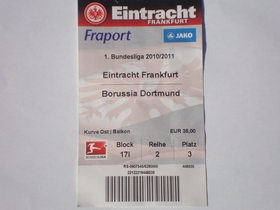 Eintracht
FRANKFURT
Fraport JAKO
1. Bundesliga 2010/2011
Eintracht Frankfurt
Borussia Dortmund
Kurve Ost / Balkon EUR 38,00
Block Reihe Platz
17I 2 3
BUNDESLIGA